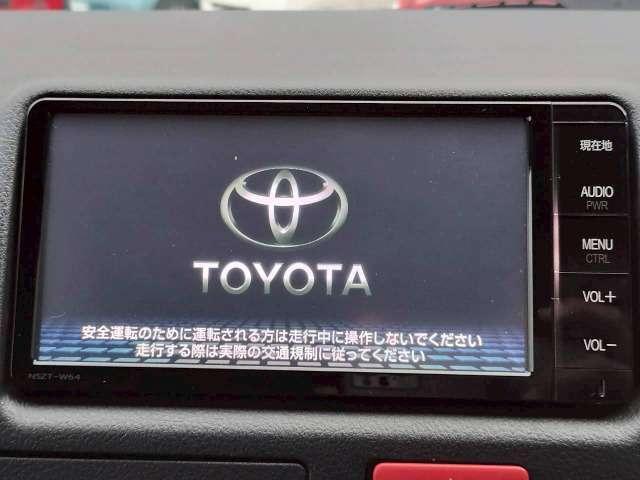 TOYOTA
安全運転のために運転される方は走行中に操作しないでください
走行する際は実際の交通規制に従ってください
NSZT-W64
現在地
AUDIO
PWR
MENU
CTRL
VOL+
VOL−